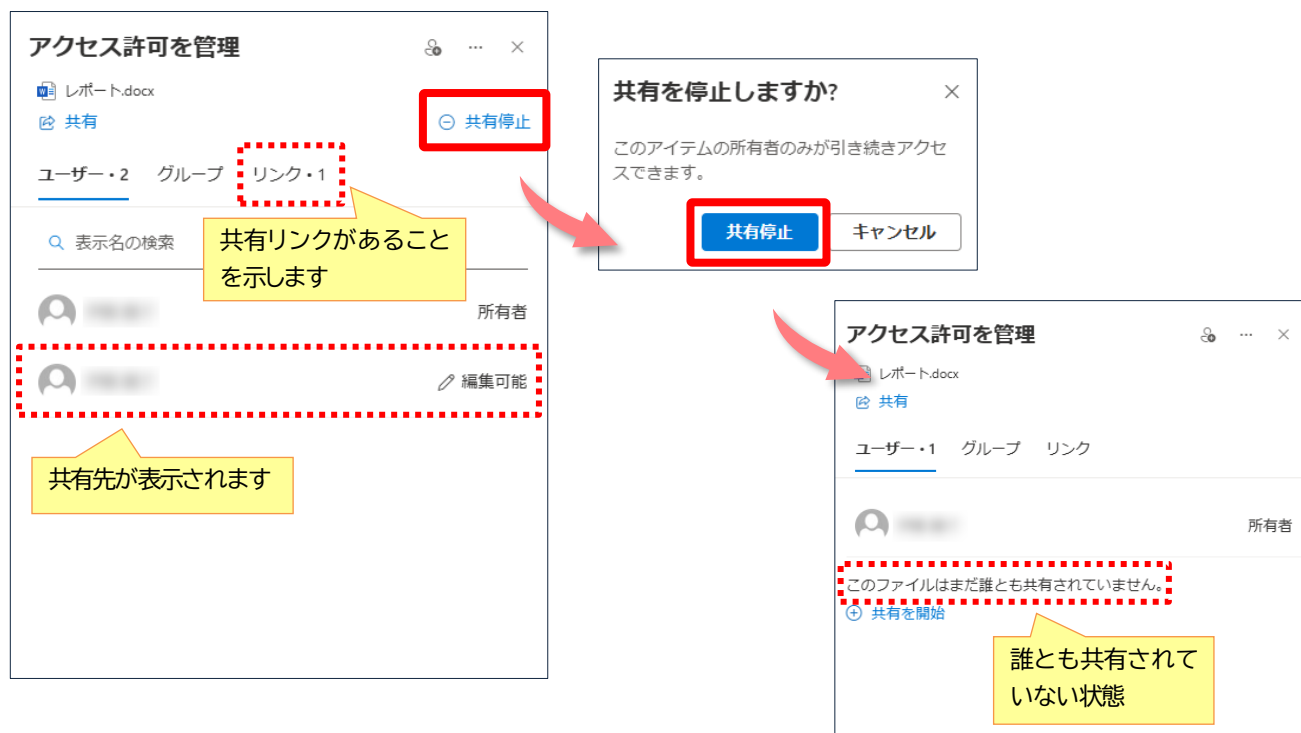 アクセス許可を管理
レポート.docx
共有
共有停止
ユーザー・2 グループ リンク・1
共有リンクがあること
を示します
表示名の検索
所有者
編集可能
共有先が表示されます
共有を停止しますか?
このアイテムの所有者のみが引き続きアクセ
スできます。
共有停止 キャンセル
アクセス許可を管理
レポート.docx
共有
ユーザー・1 グループ リンク
所有者
このファイルはまだ誰とも共有されていません。
共有を開始
誰とも共有されて
いない状態